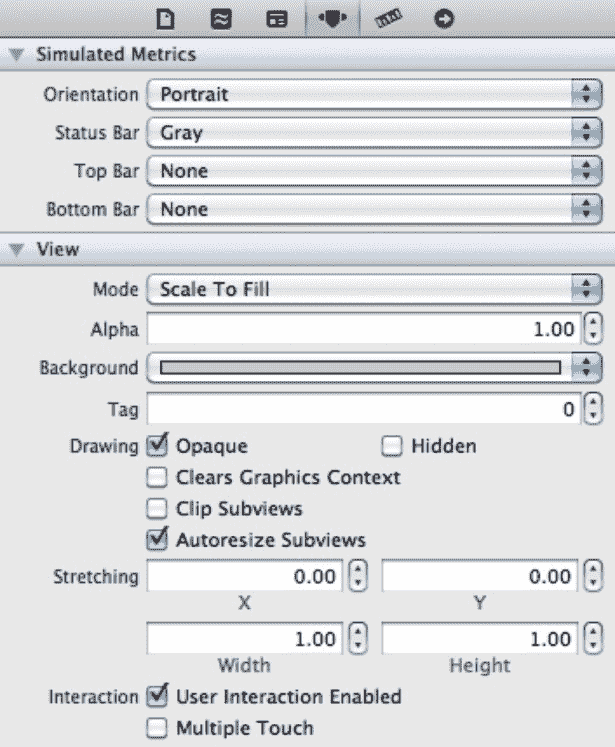 Simulated Metrics
Orientation Portrait
Status Bar Gray
Top Bar None
Bottom Bar None
View
Mode Scale To Fill
Alpha 1.00
Background
Tag 0
Drawing Opaque Hidden
Clears Graphics Context
Clip Subviews
Autoresize Subviews
Stretching 0.00 0.00
X Y
1.00 1.00
Width Height
Interaction User Interaction Enabled
Multiple Touch